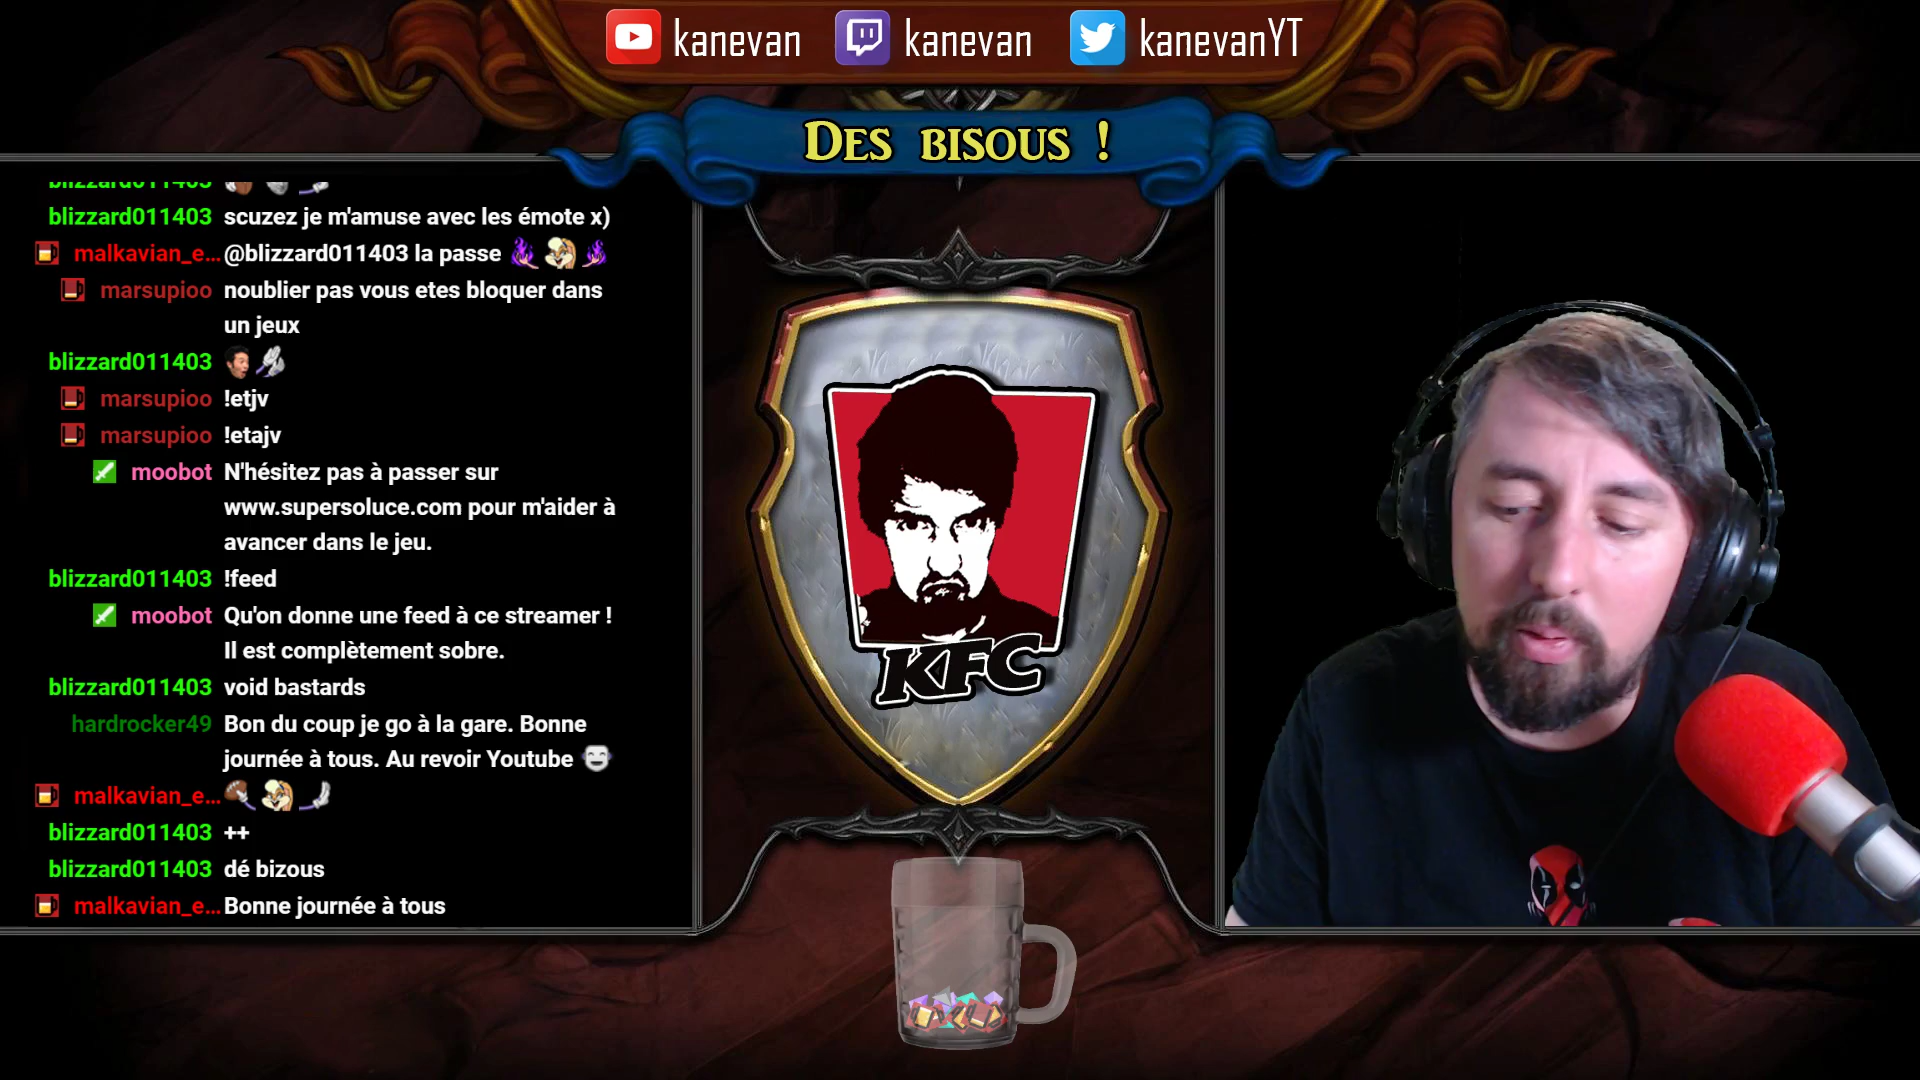 kanevan
kanevan
kanevanYT
DES BISOUS !
blizzard011403
blizzard011403 scuzez je m'amuse avec les émote x)
malkavian_e... @blizzard011403 la passe
marsupioo noublier pas vous etes bloquer dans
un jeux
blizzard011403
marsupioo !etjv
marsupioo !etajv
moobot N'hésitez pas à passer sur
www.supersoluce.com pour m'aider à
avancer dans le jeu.
blizzard011403 !feed
moobot Qu'on donne une feed à ce streamer !
Il est complètement sobre.
blizzard011403 void bastards
hardrocker49 Bon du coup je go à la gare. Bonne
journée à tous. Au revoir Youtube
malkavian_e...
blizzard011403 ++
blizzard011403 dé bizous
malkavian_e... Bonne journée à tous
KFC